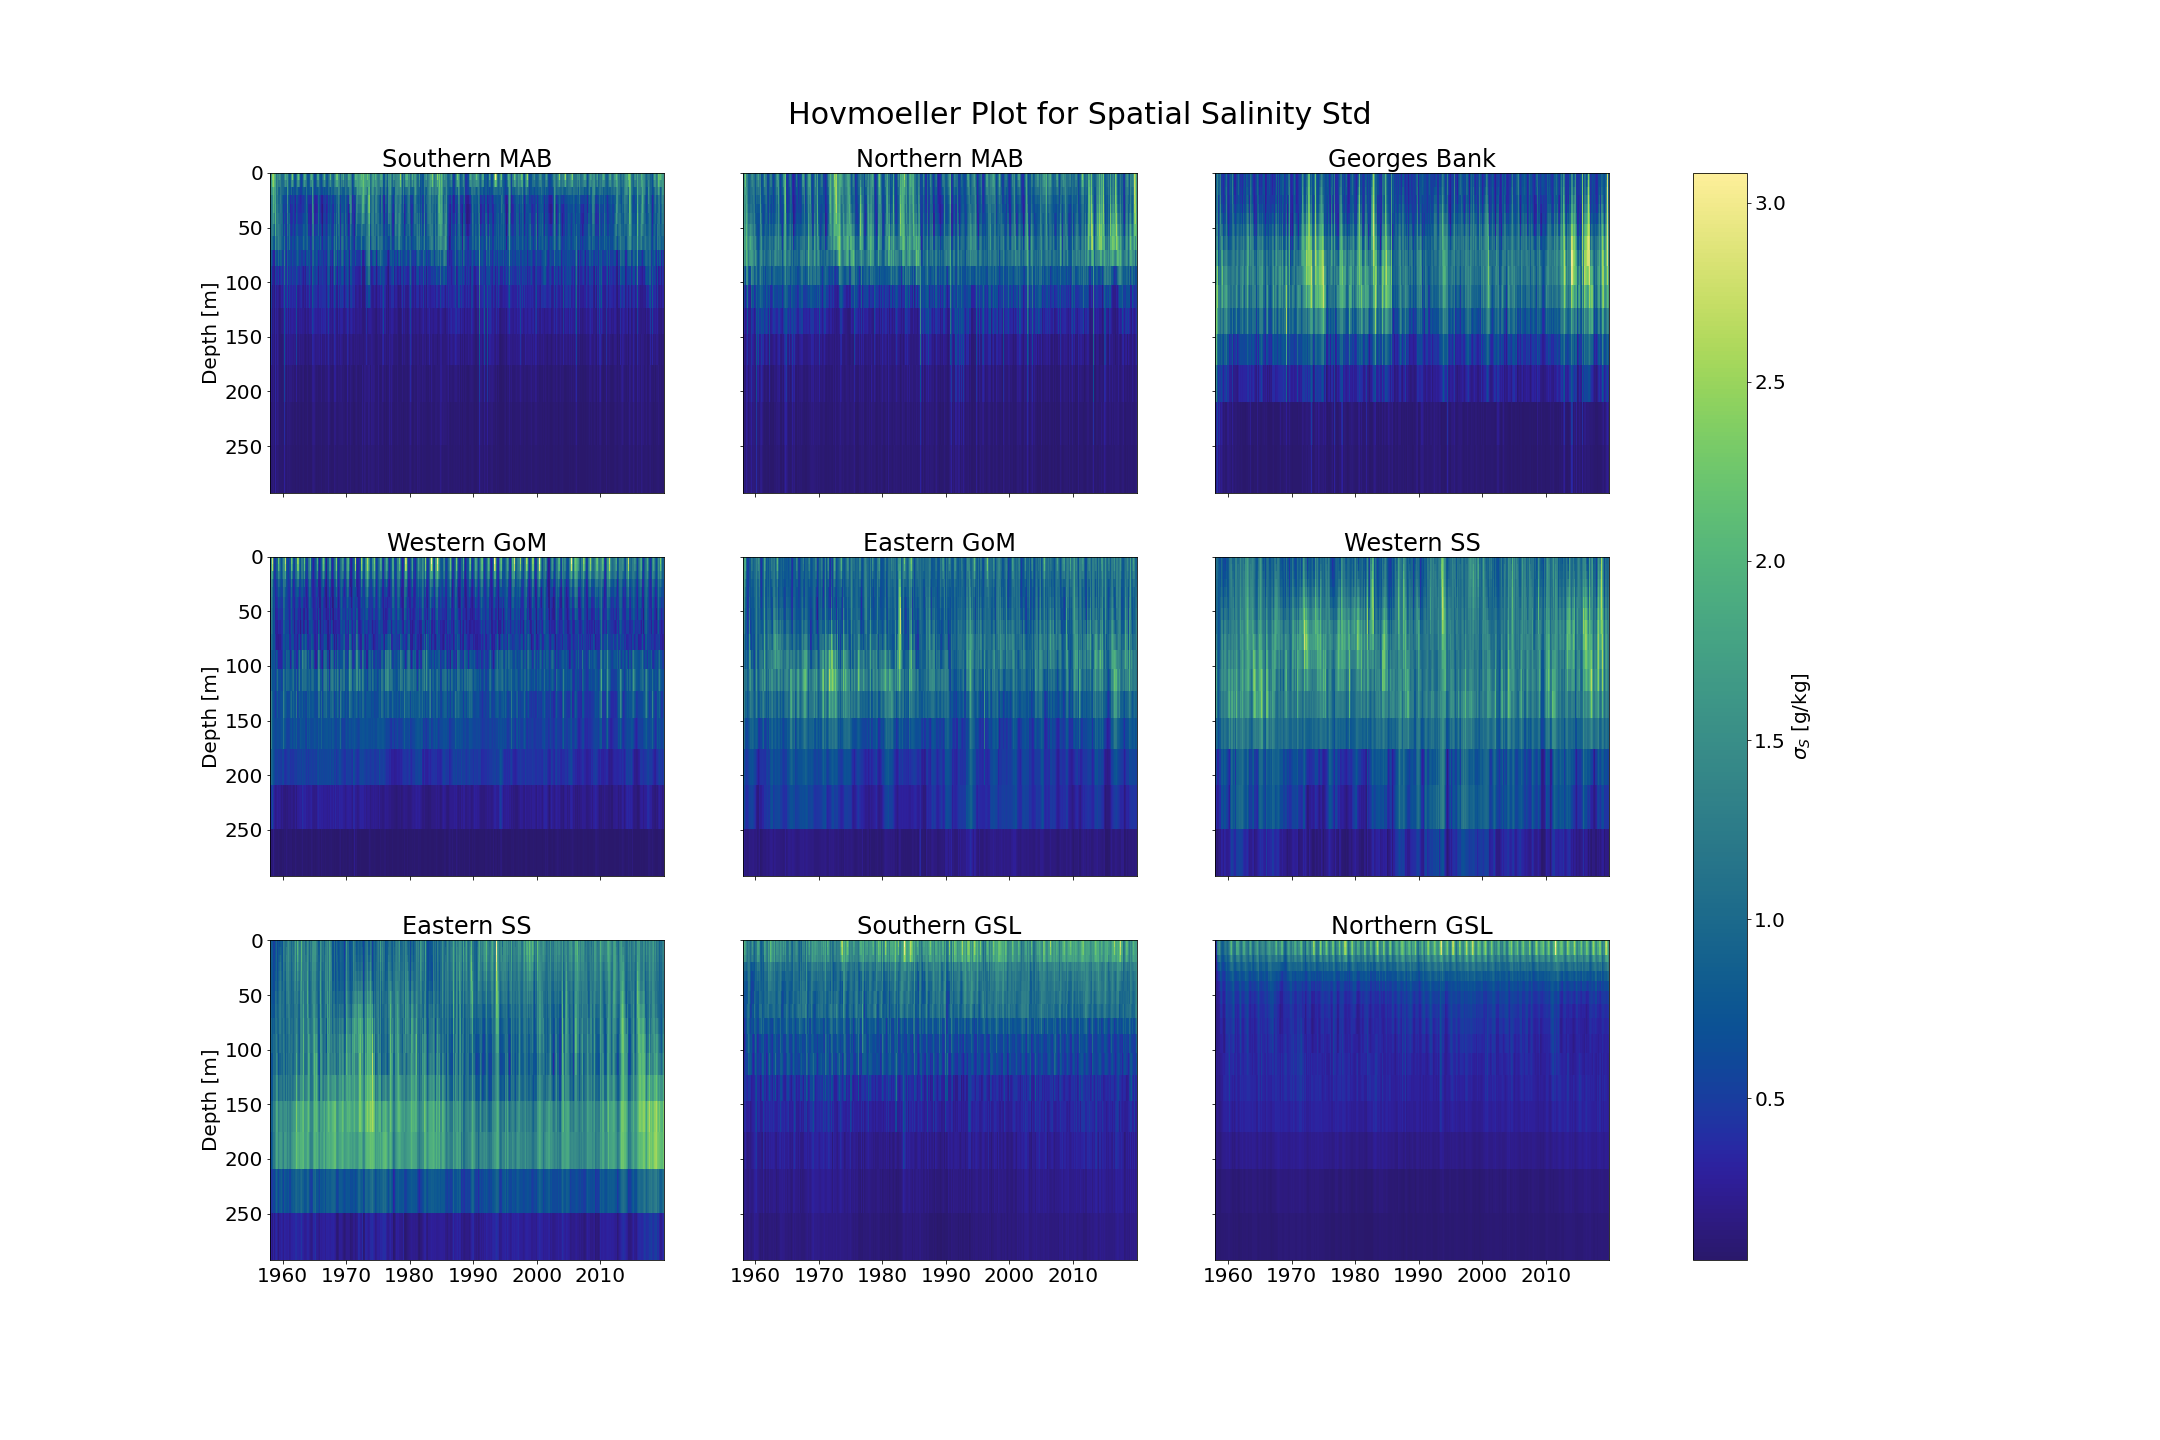 Hovmoeller Plot for Spatial Salinity Std
Southern MAB
Northern MAB
Georges Bank
0
50
100
150
200
250
Depth [m]
3.0
2.5
2.0
1.5
1.0
0.5
σS [g/kg]
Western GoM
Eastern GoM
Western SS
0
50
100
150
200
250
Depth [m]
Eastern SS
Southern GSL
Northern GSL
0
50
100
150
200
250
Depth [m]
1960 1970 1980 1990 2000 2010
1960 1970 1980 1990 2000 2010
1960 1970 1980 1990 2000 2010